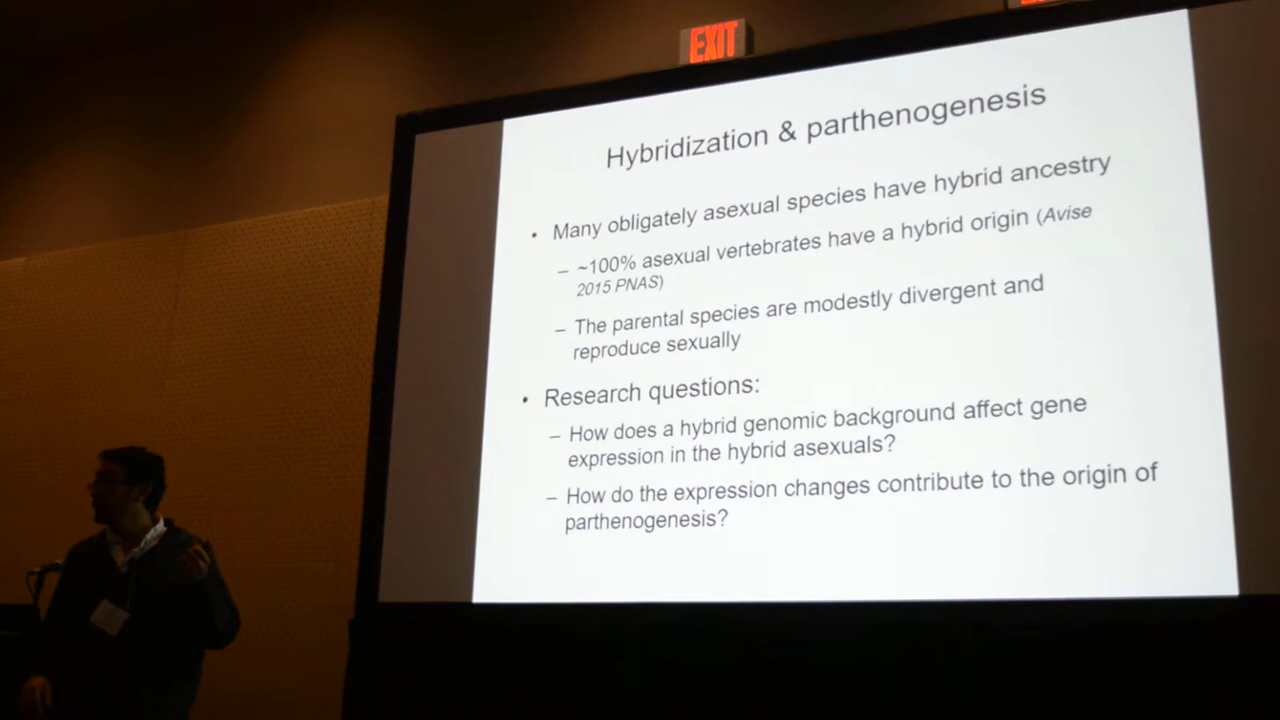 EXIT
Hybridization & parthenogenesis
• Many obligately asexual species have hybrid ancestry
– ~100% asexual vertebrates have a hybrid origin (Avise
2015 PNAS)
– The parental species are modestly divergent and
reproduce sexually
• Research questions:
– How does a hybrid genomic background affect gene
expression in the hybrid asexuals?
– How do the expression changes contribute to the origin of
parthenogenesis?